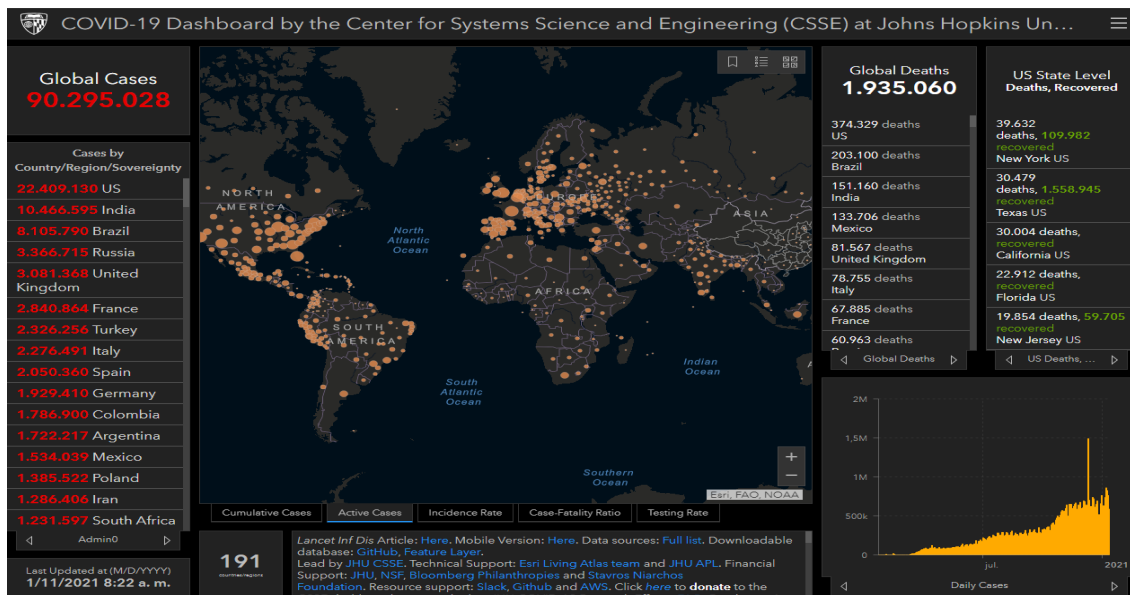 COVID-19 Dashboard by the Center for Systems Science and Engineering (CSSE) at Johns Hopkins Un...
Global Cases
90.295.028
Cases by
Country/Region/Sovereignty
22.409.130 US
10.466.595 India
8.105.790 Brazil
3.366.715 Russia
3.081.368 United
Kingdom
2.840.864 France
2.326.256 Turkey
2.276.491 Italy
2.050.360 Spain
1.929.410 Germany
1.786.900 Colombia
1.722.217 Argentina
1.534.039 Mexico
1.385.522 Poland
1.286.406 Iran
1.231.597 South Africa
Admin0
Last Updated at (M/D/YYYY)
1/11/2021 8:22 a. m.
NORTH
AMERICA
North
Atlantic
Ocean
EUROPE
ASIA
AFRICA
SOUTH
AMERICA
Indian
Ocean
South
Atlantic
Ocean
Southern
Ocean
+
−
Esri, FAO, NOAA
Cumulative Cases
Active Cases
Incidence Rate
Case-Fatality Ratio
Testing Rate
191
countries/regions
Lancet Inf Dis Article: Here. Mobile Version: Here. Data sources: Full list. Downloadable
database: GitHub, Feature Layer.
Lead by JHU CSSE. Technical Support: Esri Living Atlas team and JHU APL. Financial
Support: JHU, NSF, Bloomberg Philanthropies and Stavros Niarchos
Foundation. Resource support: Slack, Github and AWS. Click here to donate to the
Global Deaths
1.935.060
374.329 deaths
US
203.100 deaths
Brazil
151.160 deaths
India
133.706 deaths
Mexico
81.567 deaths
United Kingdom
78.755 deaths
Italy
67.885 deaths
France
60.963 deaths
Global Deaths
US State Level
Deaths, Recovered
39.632
deaths, 109.982
recovered
New York US
30.479
deaths, 1.558.945
recovered
Texas US
30.004 deaths,
recovered
California US
22.912 deaths,
recovered
Florida US
19.854 deaths, 59.705
recovered
New Jersey US
US Deaths, ...
2M
1,5M
1M
500k
0
jul.
2021
Daily Cases